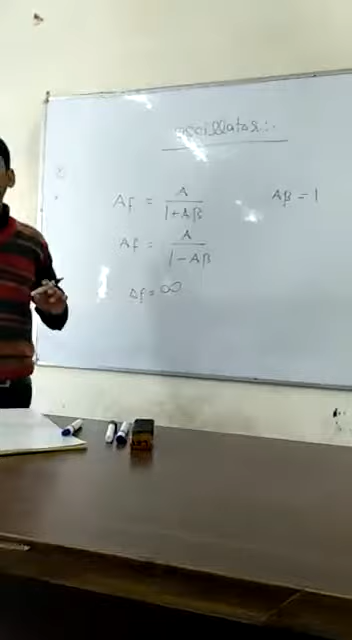 oscillator:-
Af = A / 1+Aβ
Aβ = 1
Af = A / 1-Aβ
Af = ∞